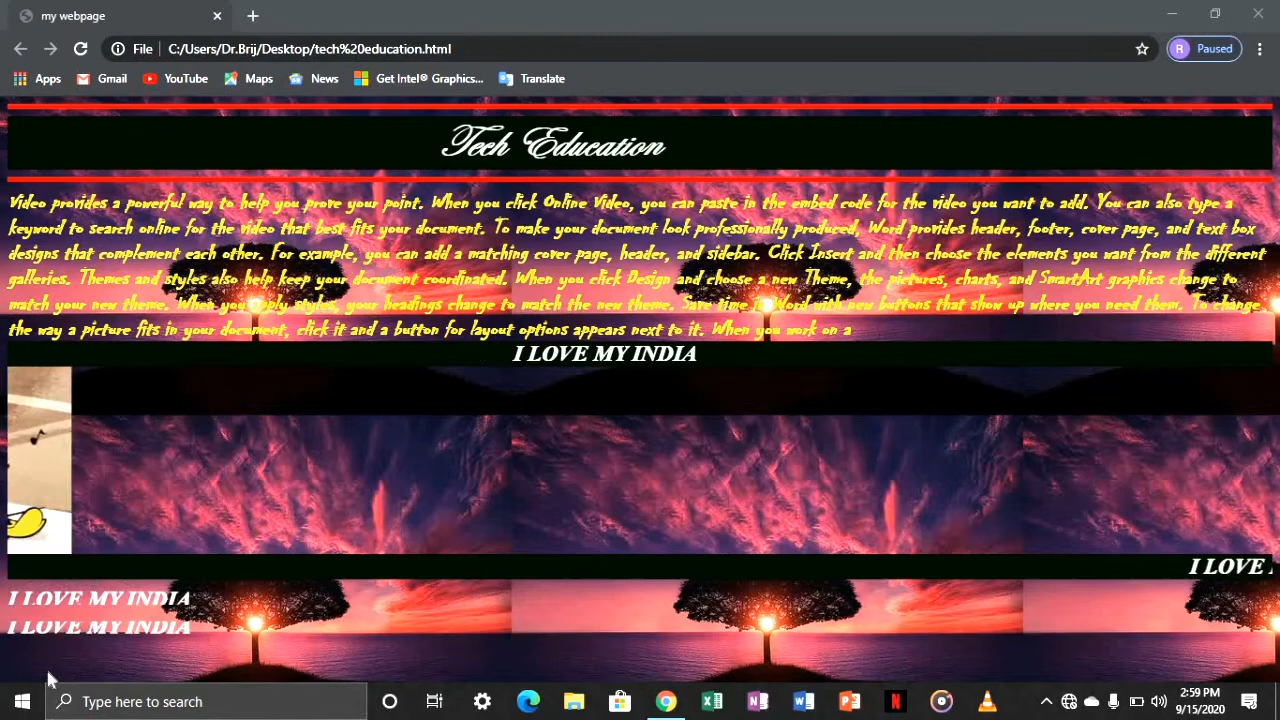 my webpage
File C:/Users/Dr.Brij/Desktop/tech%20education.html R Paused
Apps Gmail YouTube Maps News Get Intel® Graphics... Translate
Tech Education
Video provides a powerful way to help you prove your point. When you click Online Video, you can paste in the embed code for the video you want to add. You can also type a
keyword to search online for the video that best fits your document. To make your document look professionally produced, Word provides header, footer, cover page, and text box
designs that complement each other. For example, you can add a matching cover page, header, and sidebar. Click Insert and then choose the elements you want from the different
galleries. Themes and styles also help keep your document coordinated. When you click Design and choose a new Theme, the pictures, charts, and SmartArt graphics change to
match your new theme. When you apply styles, your headings change to match the new theme. Save time in Word with new buttons that show up where you need them. To change
the way a picture fits in your document, click it and a button for layout options appears next to it. When you work on a
I LOVE MY INDIA
I LOVE
I LOVE MY INDIA
I LOVE MY INDIA
Type here to search
2:59 PM
9/15/2020